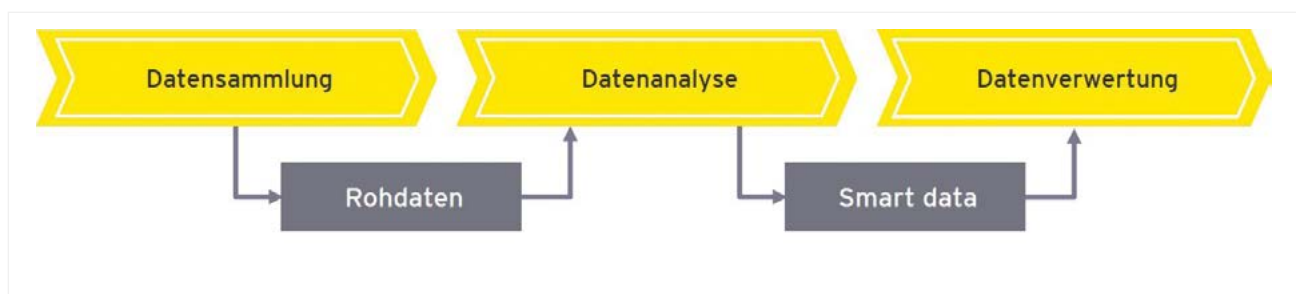 Datensammlung
Datenanalyse
Datenverwertung
Rohdaten
Smart data